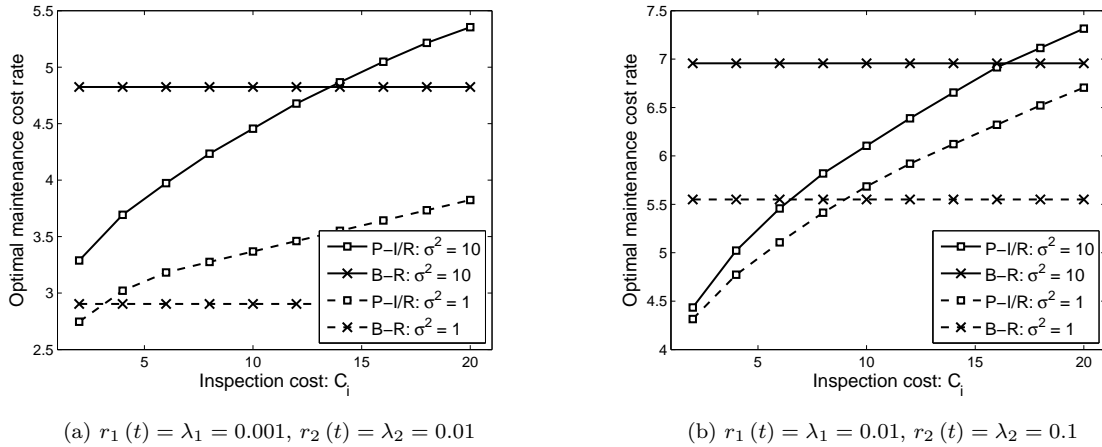 5.5
5
4.5
4
3.5
3
2.5
Optimal maintenance cost rate
5 10 15 20
Inspection cost: C_i
P−I/R: σ² = 10
B−R: σ² = 10
P−I/R: σ² = 1
B−R: σ² = 1
(a) r₁ (t) = λ₁ = 0.001, r₂ (t) = λ₂ = 0.01
7.5
7
6.5
6
5.5
5
4.5
4
Optimal maintenance cost rate
5 10 15 20
Inspection cost: C_i
P−I/R: σ² = 10
B−R: σ² = 10
P−I/R: σ² = 1
B−R: σ² = 1
(b) r₁ (t) = λ₁ = 0.01, r₂ (t) = λ₂ = 0.1